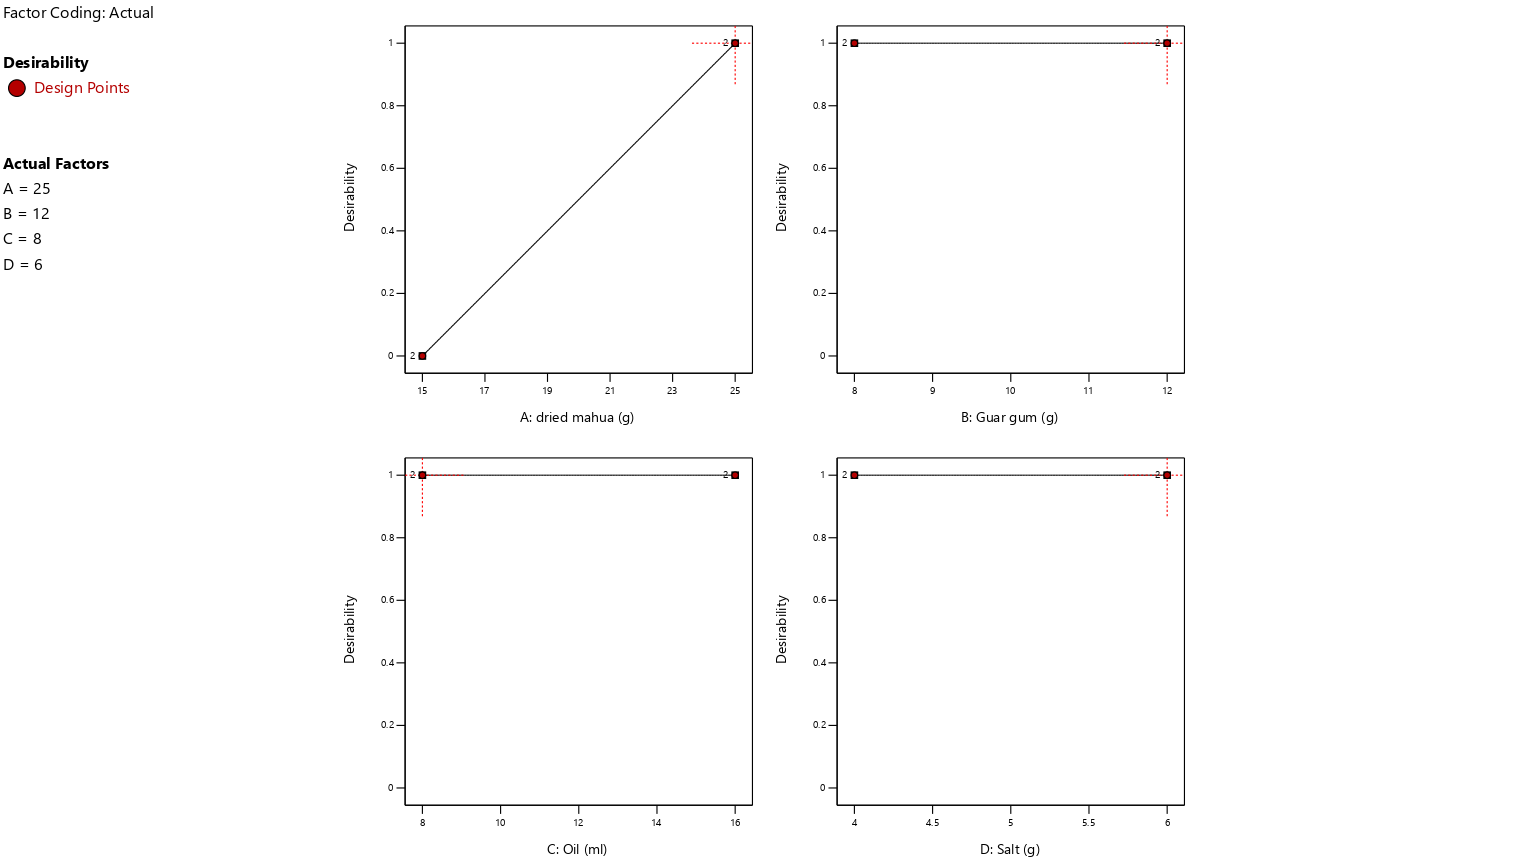 Factor Coding: Actual
Desirability
Design Points
Actual Factors
A = 25
B = 12
C = 8
D = 6
Desirability
1
0.8
0.6
0.4
0.2
0
2
2
15 17 19 21 23 25
A: dried mahua (g)
Desirability
1
0.8
0.6
0.4
0.2
0
2
2
8 9 10 11 12
B: Guar gum (g)
Desirability
1
0.8
0.6
0.4
0.2
0
2
2
8 10 12 14 16
C: Oil (ml)
Desirability
1
0.8
0.6
0.4
0.2
0
2
2
4 4.5 5 5.5 6
D: Salt (g)